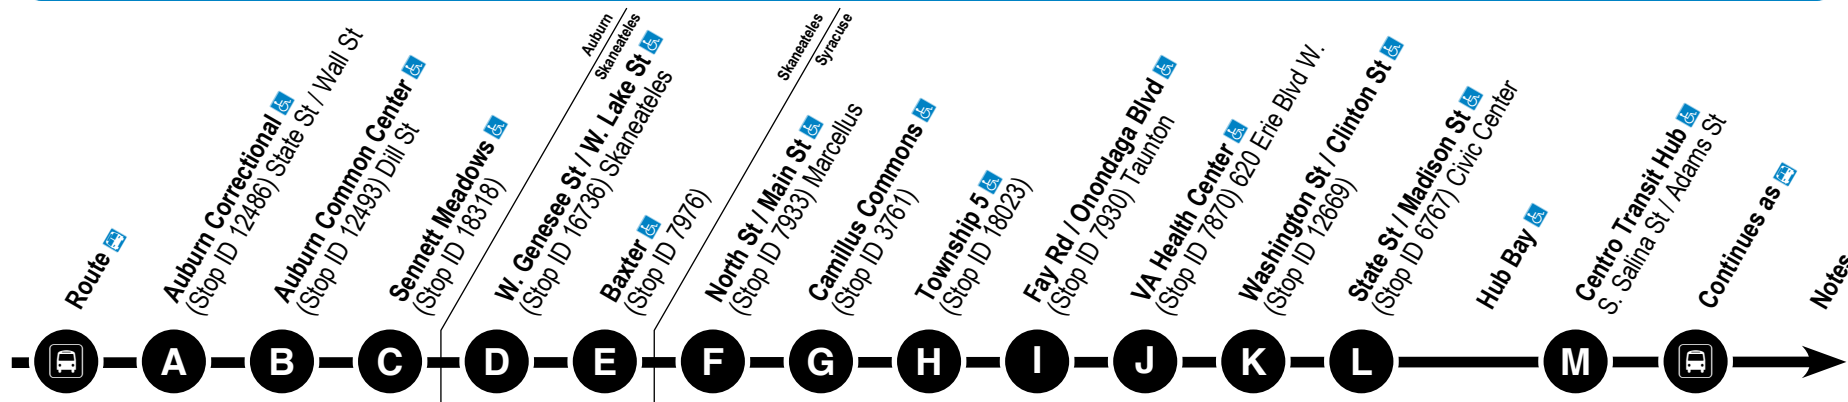 Route
Auburn Correctional
(Stop ID 12486) State St / Wall St
Auburn Common Center
(Stop ID 12493) Dill St
Sennett Meadows
(Stop ID 18318)
Auburn
Skaneateles
W. Genesee St / W. Lake St
(Stop ID 16736) Skaneateles
Baxter
(Stop ID 7976)
Skaneateles
Syracuse
North St / Main St
(Stop ID 7933) Marcellus
Camillus Commons
(Stop ID 3761)
Township 5
(Stop ID 18023)
Fay Rd / Onondaga Blvd
(Stop ID 7930) Taunton
VA Health Center
(Stop ID 7870) 620 Erie Blvd W.
Washington St / Clinton St
(Stop ID 12669)
State St / Madison St
(Stop ID 6767) Civic Center
Hub Bay
Centro Transit Hub
S. Salina St / Adams St
Continues as
Notes
A B C D E F G H I J K L M